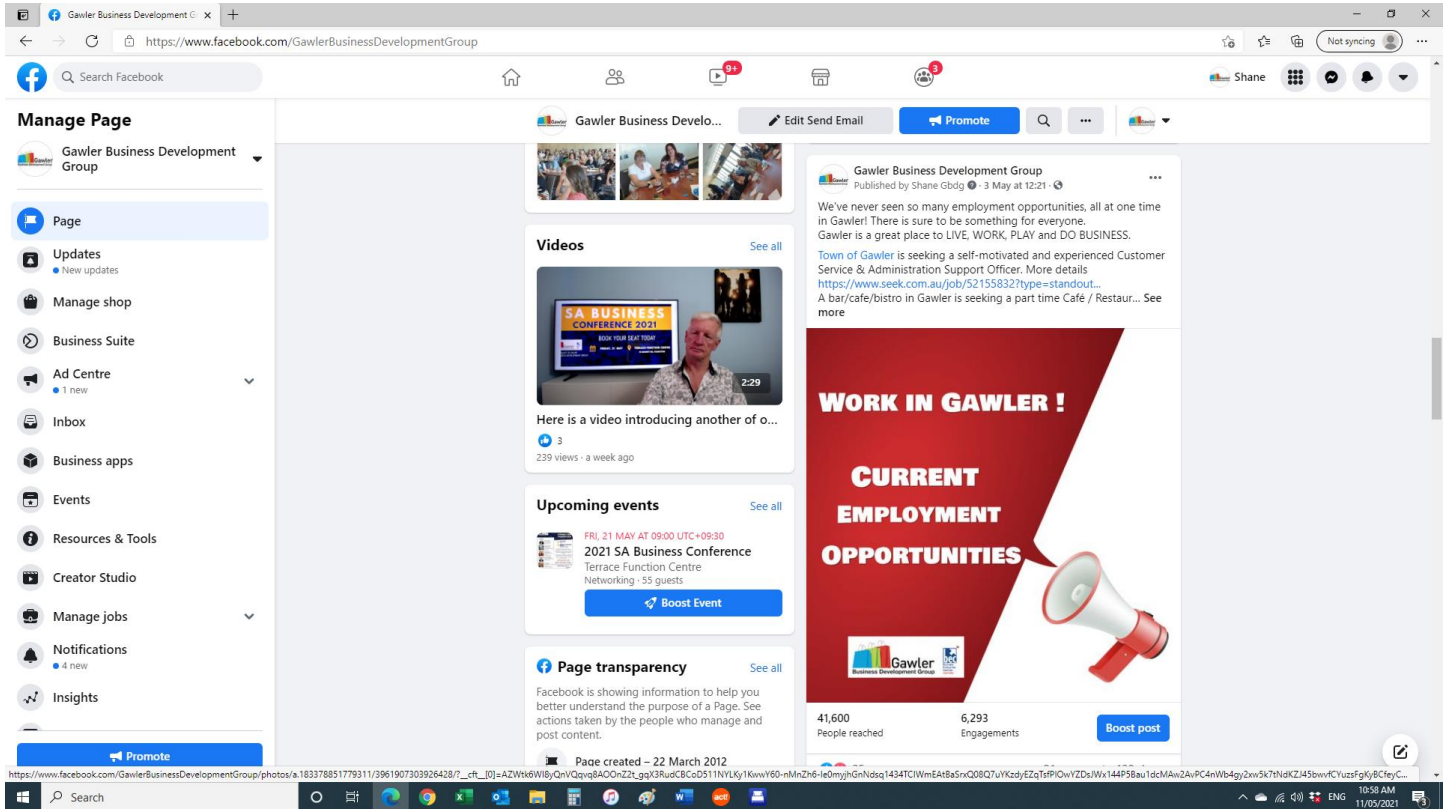 Gawler Business Development G
https://www.facebook.com/GawlerBusinessDevelopmentGroup
Not syncing
Search Facebook
9+
3
Shane
Manage Page
Gawler Business Development
Group
Page
Updates
New updates
Manage shop
Business Suite
Ad Centre
1 new
Inbox
Business apps
Events
Resources & Tools
Creator Studio
Manage jobs
Notifications
4 new
Insights
Promote
Gawler Business Develo...
Edit Send Email
Promote
Videos
See all
SA BUSINESS
CONFERENCE 2021
BOOK YOUR SEAT TODAY
2:29
Here is a video introducing another of o...
3
239 views · a week ago
Upcoming events
See all
FRI, 21 MAY AT 09:00 UTC+09:30
2021 SA Business Conference
Terrace Function Centre
Networking · 55 guests
Boost Event
Page transparency
See all
Facebook is showing information to help you
better understand the purpose of a Page. See
actions taken by the people who manage and
post content.
Page created – 22 March 2012
Gawler Business Development Group
Published by Shane Gbdg · 3 May at 12:21 ·
We've never seen so many employment opportunities, all at one time
in Gawler! There is sure to be something for everyone.
Gawler is a great place to LIVE, WORK, PLAY and DO BUSINESS.
Town of Gawler is seeking a self-motivated and experienced Customer
Service & Administration Support Officer. More details
https://www.seek.com.au/job/52155832?type=standout...
A bar/cafe/bistro in Gawler is seeking a part time Café / Restaur... See
more
WORK IN GAWLER !
CURRENT
EMPLOYMENT
OPPORTUNITIES
Gawler
Business Development Group
bec
41,600
People reached
6,293
Engagements
Boost post
Search
act!
ENG
10:58 AM
11/05/2021
3